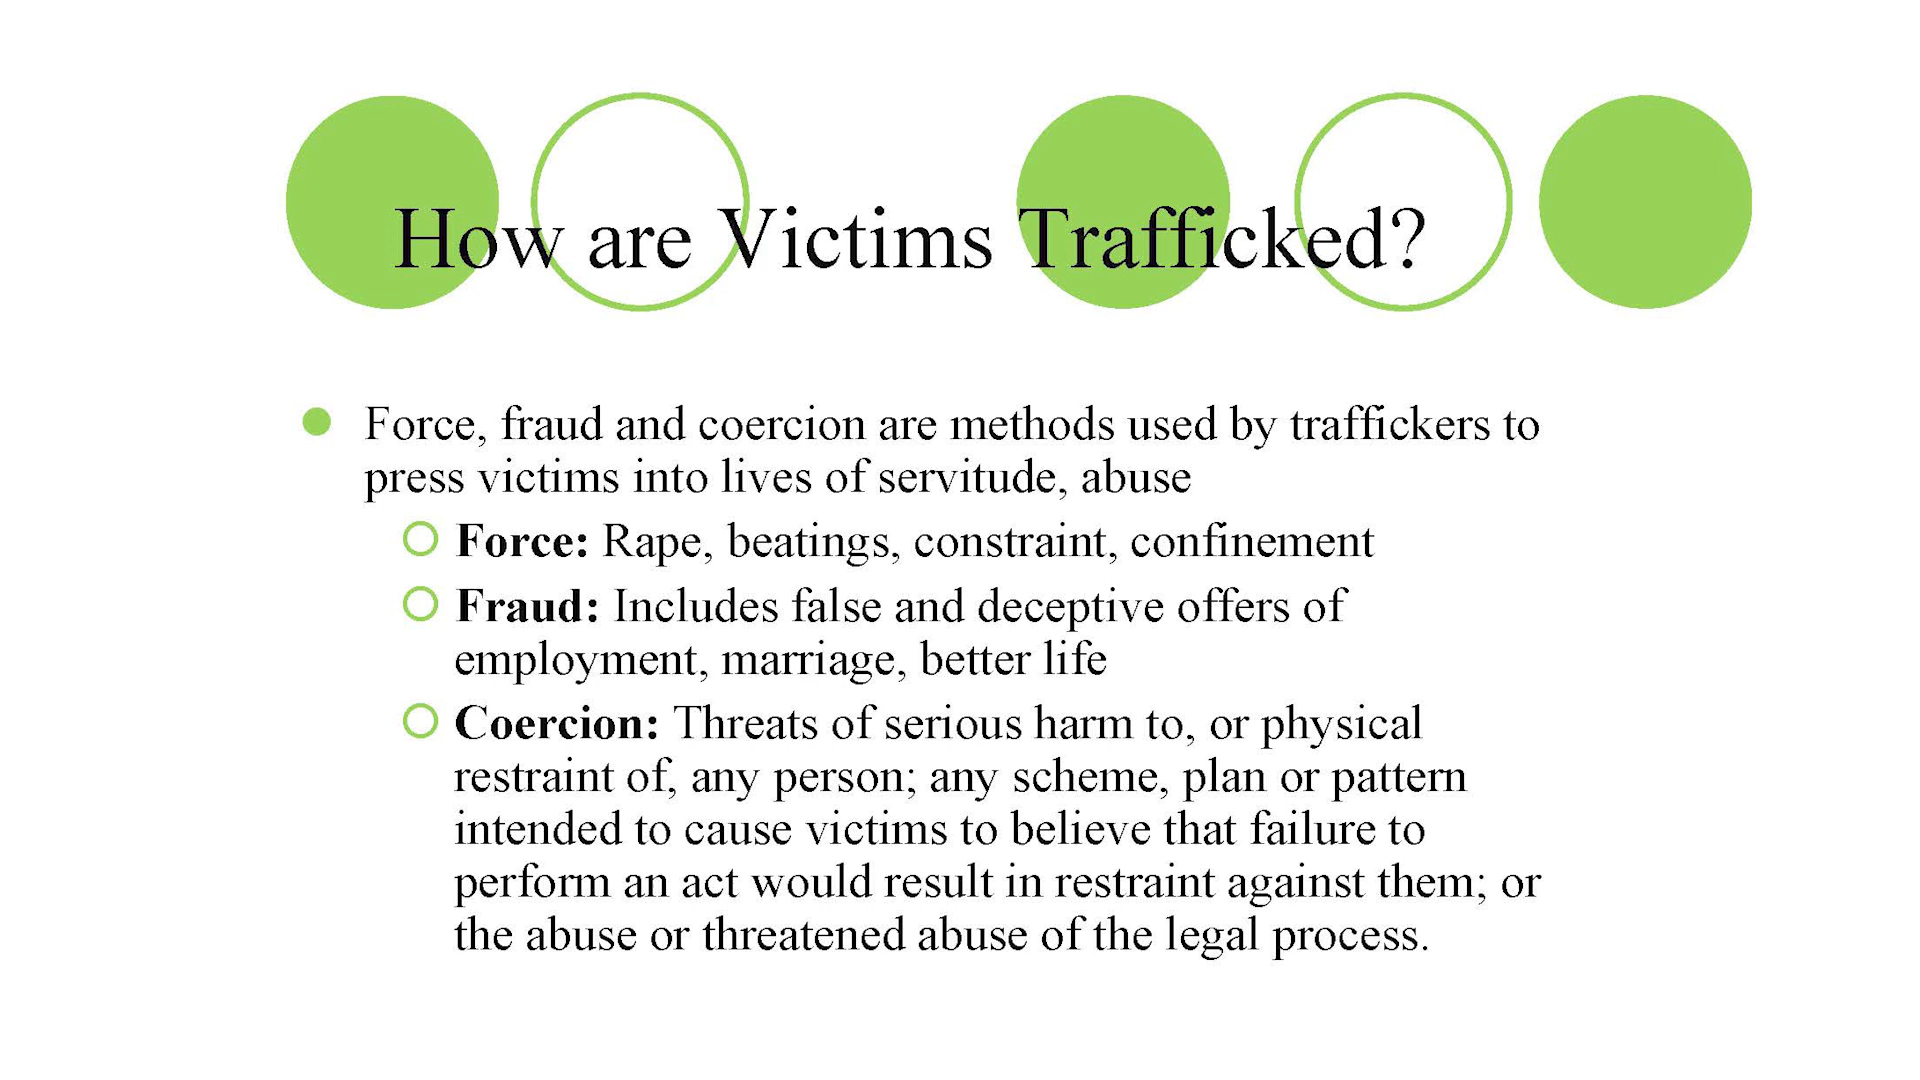 How are Victims Trafficked?
Force, fraud and coercion are methods used by traffickers to
press victims into lives of servitude, abuse
Force: Rape, beatings, constraint, confinement
Fraud: Includes false and deceptive offers of
employment, marriage, better life
Coercion: Threats of serious harm to, or physical
restraint of, any person; any scheme, plan or pattern
intended to cause victims to believe that failure to
perform an act would result in restraint against them; or
the abuse or threatened abuse of the legal process.